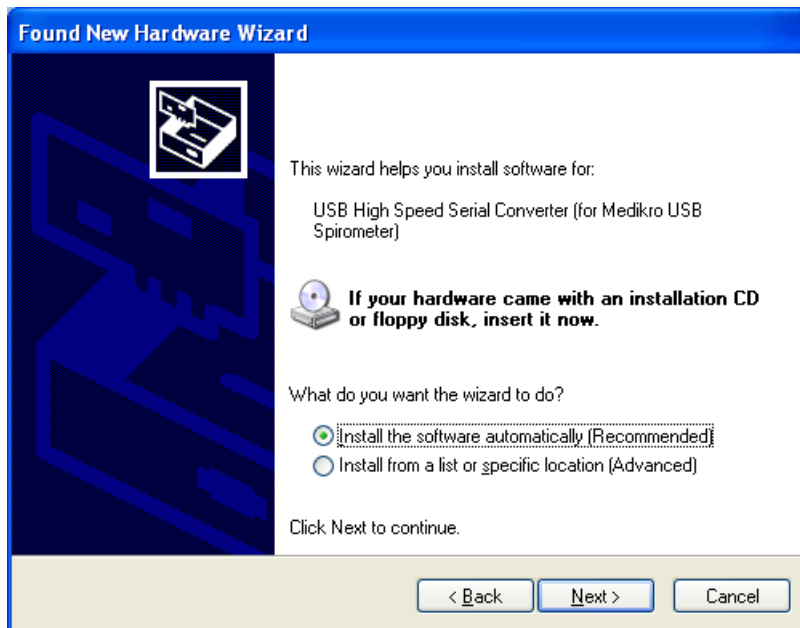 Found New Hardware Wizard
This wizard helps you install software for:
USB High Speed Serial Converter (for Medikro USB
Spirometer)
If your hardware came with an installation CD
or floppy disk, insert it now.
What do you want the wizard to do?
Install the software automatically (Recommended)
Install from a list or specific location (Advanced)
Click Next to continue.
< Back Next > Cancel